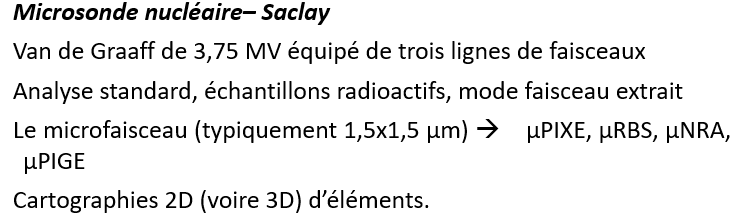 Microsonde nucléaire– Saclay
Van de Graaff de 3,75 MV équipé de trois lignes de faisceaux
Analyse standard, échantillons radioactifs, mode faisceau extrait
Le microfaisceau (typiquement 1,5x1,5 µm) → µPIXE, µRBS, µNRA,
µPIGE
Cartographies 2D (voire 3D) d’éléments.